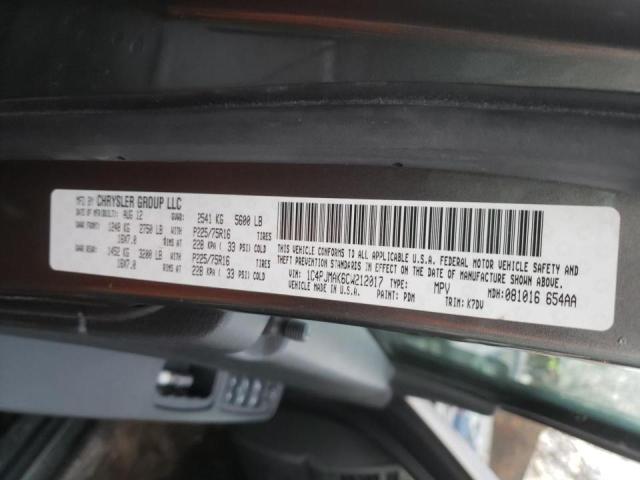 MFD BY CHRYSLER GROUP LLC
DATE OF MFR(BUILT): AUG 12 GVWR: 2541 KG 5600 LB
GAWR FRONT: 1248 KG 2750 LB WITH P225/75R16 TIRES
16X7.0 RIMS AT 228 KPA ( 33 PSI) COLD
GAWR REAR: 1452 KG 3200 LB WITH P225/75R16 TIRES
16X7.0 RIMS AT 228 KPA ( 33 PSI) COLD
THIS VEHICLE CONFORMS TO ALL APPLICABLE U.S.A. FEDERAL MOTOR VEHICLE SAFETY AND
THEFT PREVENTION STANDARDS IN EFFECT ON THE DATE OF MANUFACTURE SHOWN ABOVE.
VIN: 1C4PJMAK6CW212017 TYPE: MPV MDH:081016 654AA
VEHICLE MADE IN U.S.A. PAINT: PDM TRIM: K7DV